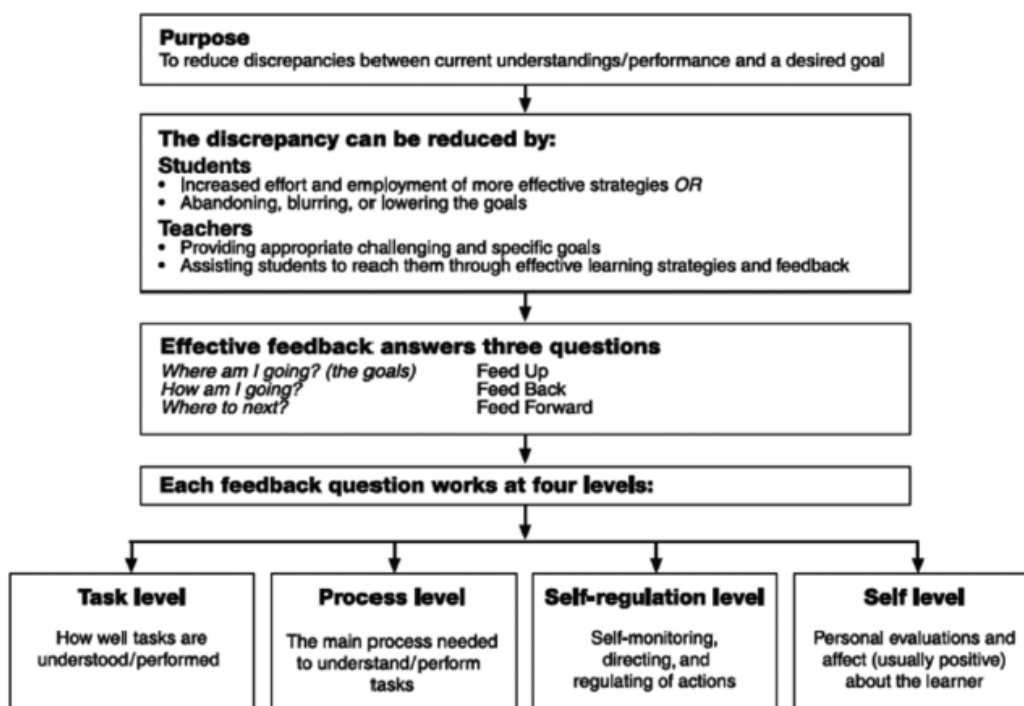 Purpose
To reduce discrepancies between current understandings/performance and a desired goal
The discrepancy can be reduced by:
Students
• Increased effort and employment of more effective strategies OR
• Abandoning, blurring, or lowering the goals
Teachers
• Providing appropriate challenging and specific goals
• Assisting students to reach them through effective learning strategies and feedback
Effective feedback answers three questions
Where am I going? (the goals) Feed Up
How am I going? Feed Back
Where to next? Feed Forward
Each feedback question works at four levels:
Task level
How well tasks are
understood/performed
Process level
The main process needed
to understand/perform
tasks
Self-regulation level
Self-monitoring,
directing, and
regulating of actions
Self level
Personal evaluations and
affect (usually positive)
about the learner